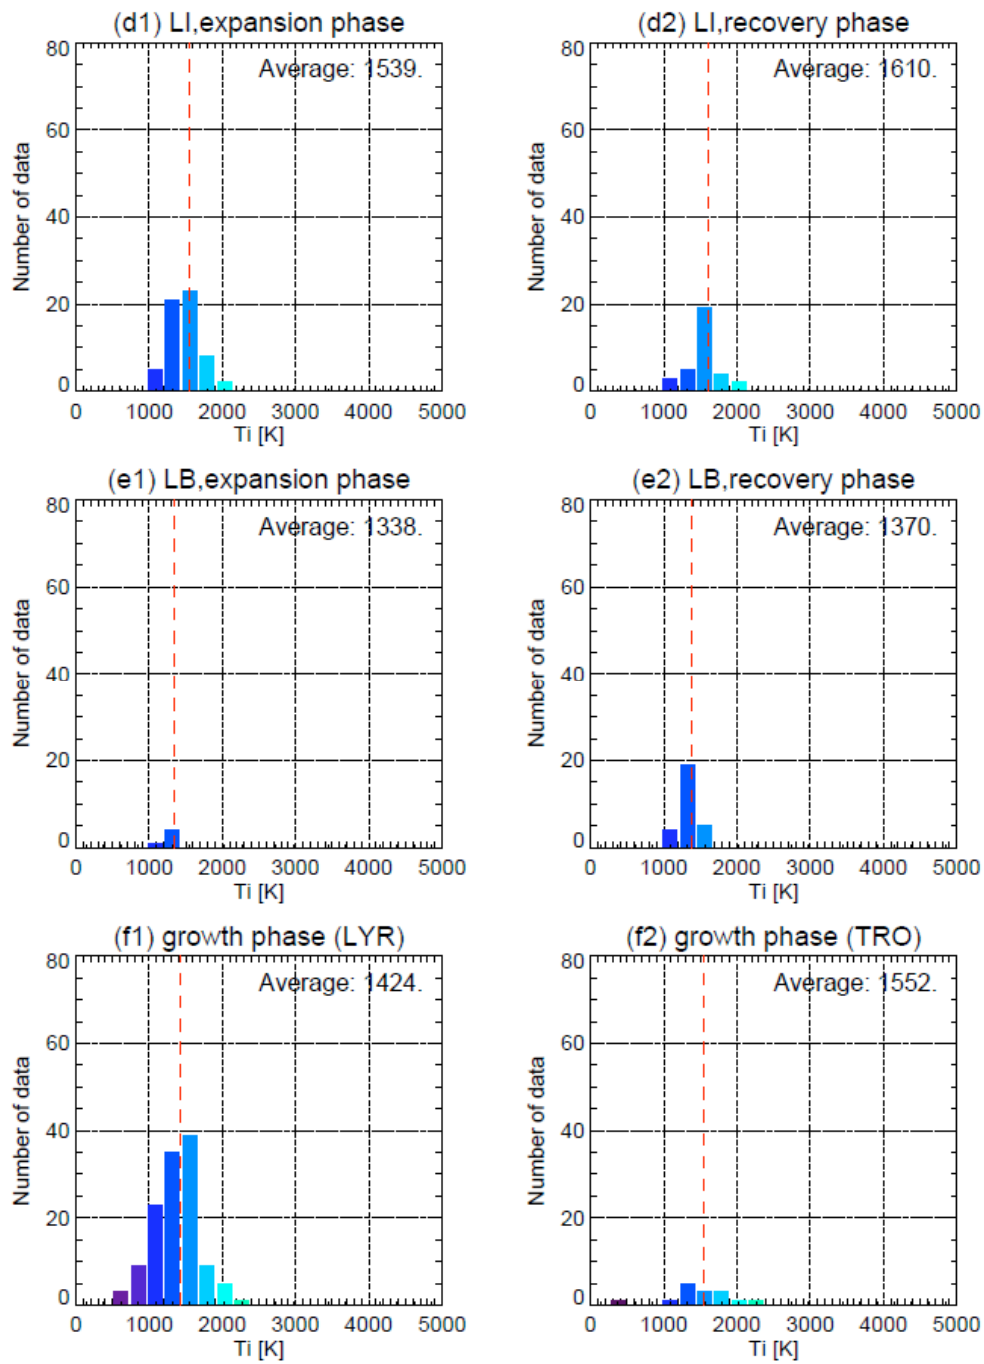 (d1) LI,expansion phase
Average: 1539.
Number of data
80
60
40
20
0
0 1000 2000 3000 4000 5000
Ti [K]
(d2) LI,recovery phase
Average: 1610.
Number of data
80
60
40
20
0
0 1000 2000 3000 4000 5000
Ti [K]
(e1) LB,expansion phase
Average: 1338.
Number of data
80
60
40
20
0
0 1000 2000 3000 4000 5000
Ti [K]
(e2) LB,recovery phase
Average: 1370.
Number of data
80
60
40
20
0
0 1000 2000 3000 4000 5000
Ti [K]
(f1) growth phase (LYR)
Average: 1424.
Number of data
80
60
40
20
0
0 1000 2000 3000 4000 5000
Ti [K]
(f2) growth phase (TRO)
Average: 1552.
Number of data
80
60
40
20
0
0 1000 2000 3000 4000 5000
Ti [K]